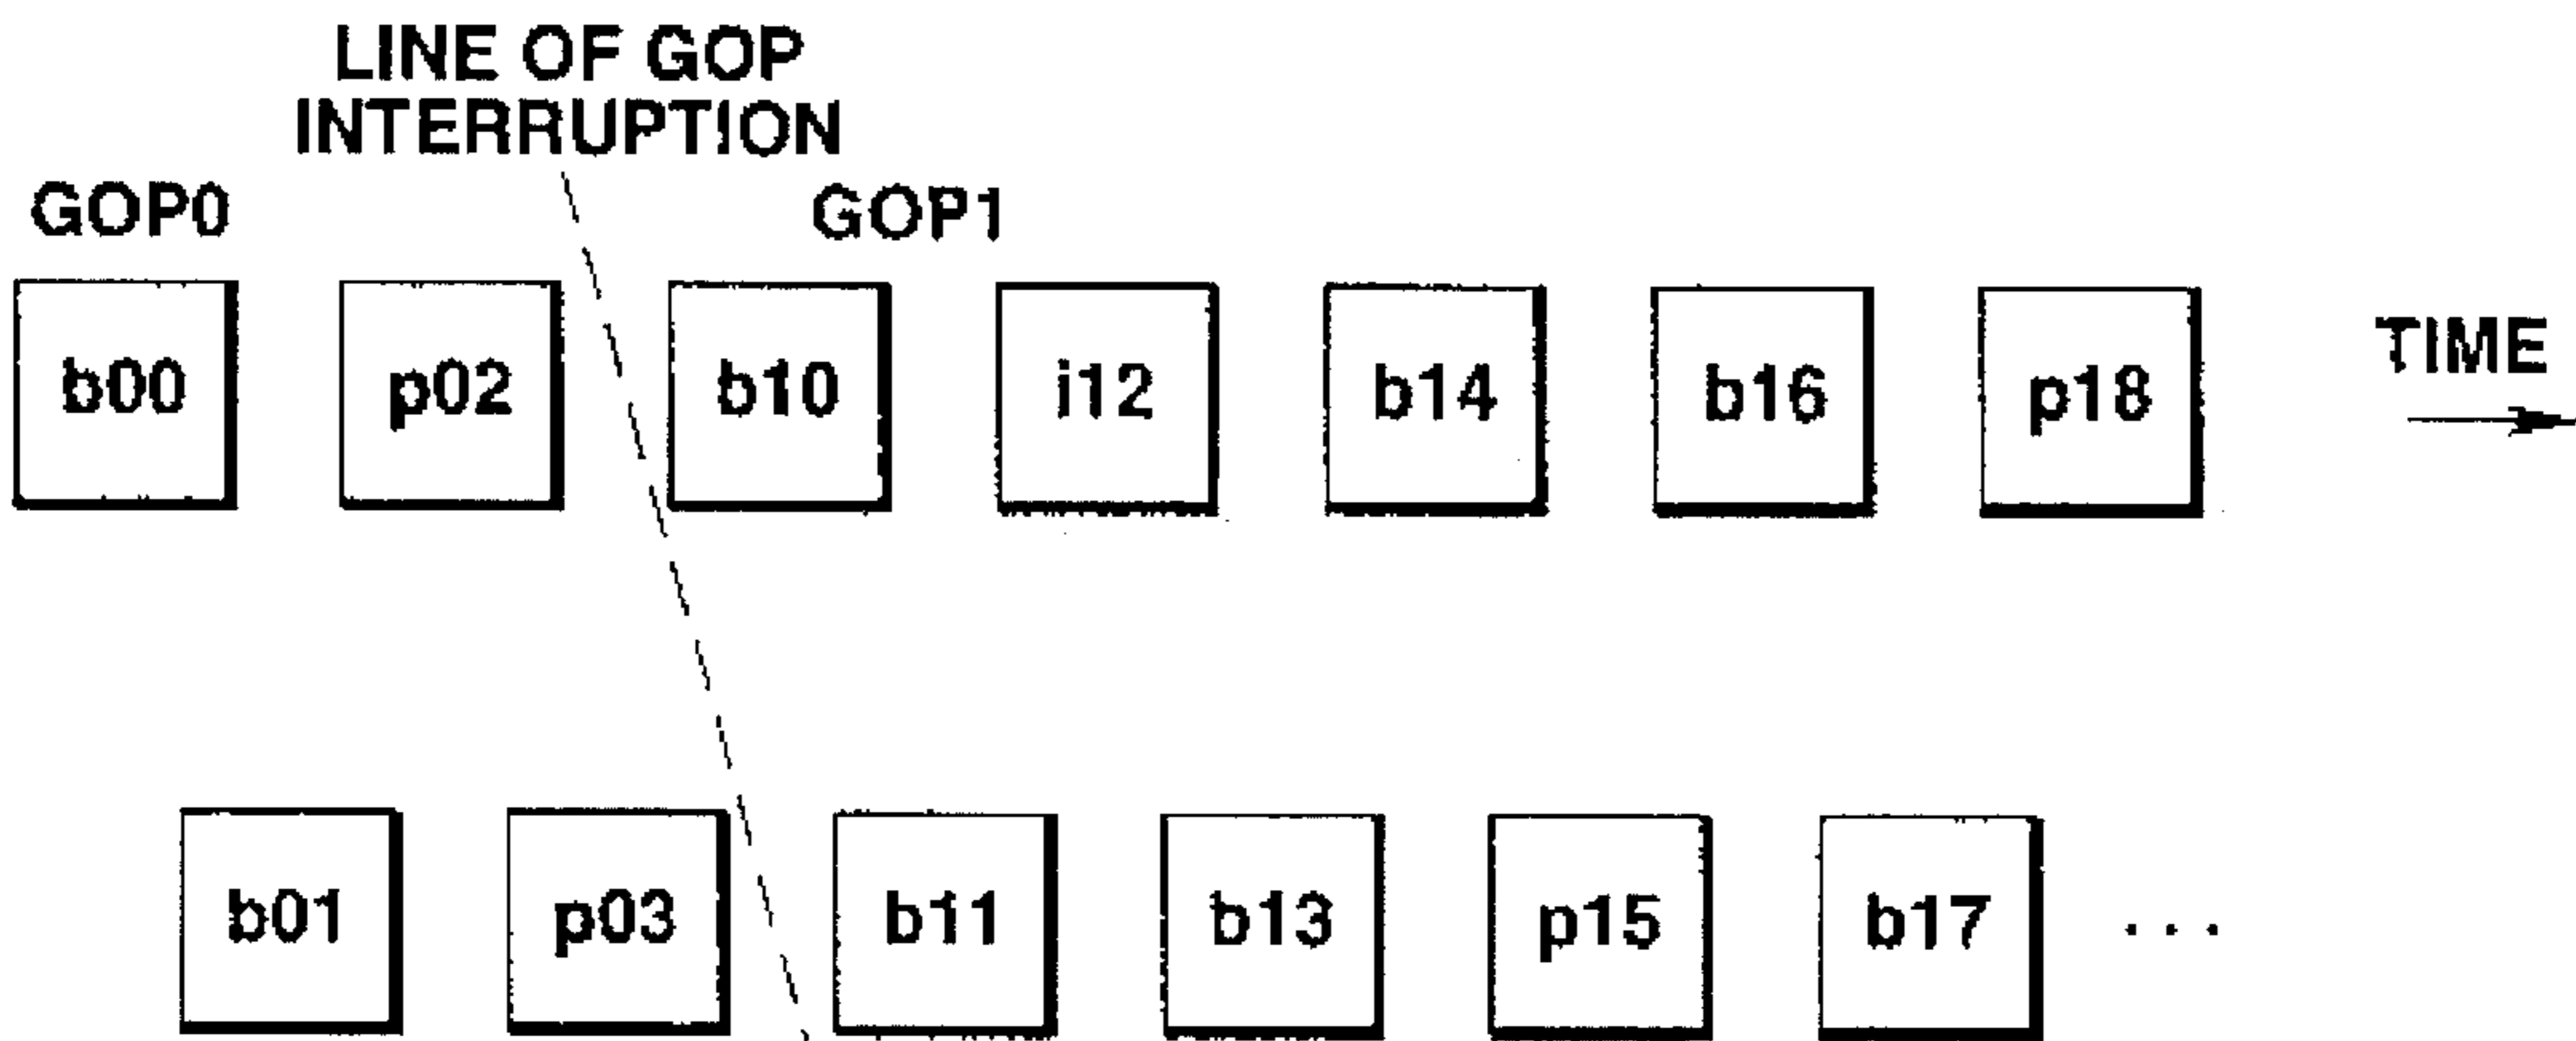 LINE OF GOP
INTERRUPTION
GOP0
GOP1
b00 p02 b10 i12 b14 b16 p18
TIME
b01 p03 b11 b13 p15 b17 ...